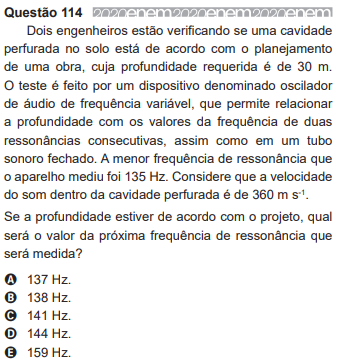 Questão 114 2020enem2020enem2020enem
Dois engenheiros estão verificando se uma cavidade
perfurada no solo está de acordo com o planejamento
de uma obra, cuja profundidade requerida é de 30 m.
O teste é feito por um dispositivo denominado oscilador
de áudio de frequência variável, que permite relacionar
a profundidade com os valores da frequência de duas
ressonâncias consecutivas, assim como em um tubo
sonoro fechado. A menor frequência de ressonância que
o aparelho mediu foi 135 Hz. Considere que a velocidade
do som dentro da cavidade perfurada é de 360 m s⁻¹.
Se a profundidade estiver de acordo com o projeto, qual
será o valor da próxima frequência de ressonância que
será medida?
A 137 Hz.
B 138 Hz.
C 141 Hz.
D 144 Hz.
E 159 Hz.